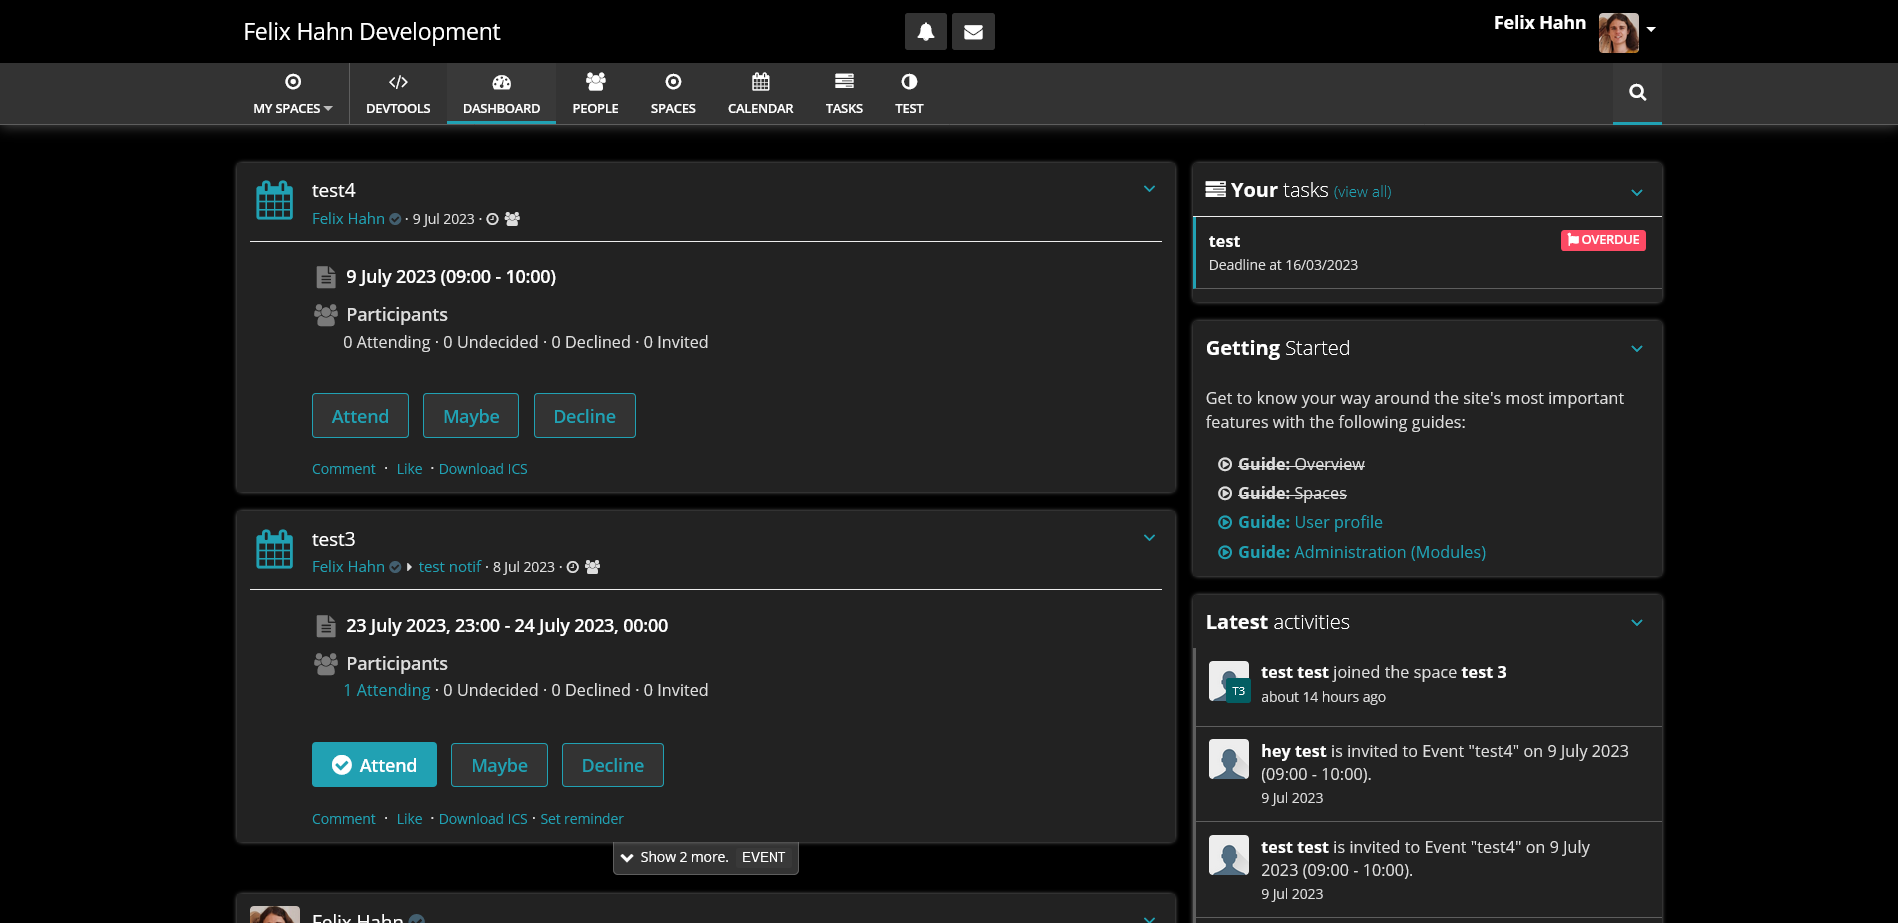 Felix Hahn Development
Felix Hahn
MY SPACES
DEVTOOLS
DASHBOARD
PEOPLE
SPACES
CALENDAR
TASKS
TEST
test4
Felix Hahn · 9 Jul 2023 ·
9 July 2023 (09:00 - 10:00)
Participants
0 Attending · 0 Undecided · 0 Declined · 0 Invited
Attend
Maybe
Decline
Comment · Like · Download ICS
test3
Felix Hahn test notif · 8 Jul 2023 ·
23 July 2023, 23:00 - 24 July 2023, 00:00
Participants
1 Attending · 0 Undecided · 0 Declined · 0 Invited
Attend
Maybe
Decline
Comment · Like · Download ICS · Set reminder
Show 2 more. EVENT
Felix Hahn
Your tasks (view all)
test
OVERDUE
Deadline at 16/03/2023
Getting Started
Get to know your way around the site's most important
features with the following guides:
Guide: Overview
Guide: Spaces
Guide: User profile
Guide: Administration (Modules)
Latest activities
T3
test test joined the space test 3
about 14 hours ago
hey test is invited to Event "test4" on 9 July 2023
(09:00 - 10:00).
9 Jul 2023
test test is invited to Event "test4" on 9 July
2023 (09:00 - 10:00).
9 Jul 2023